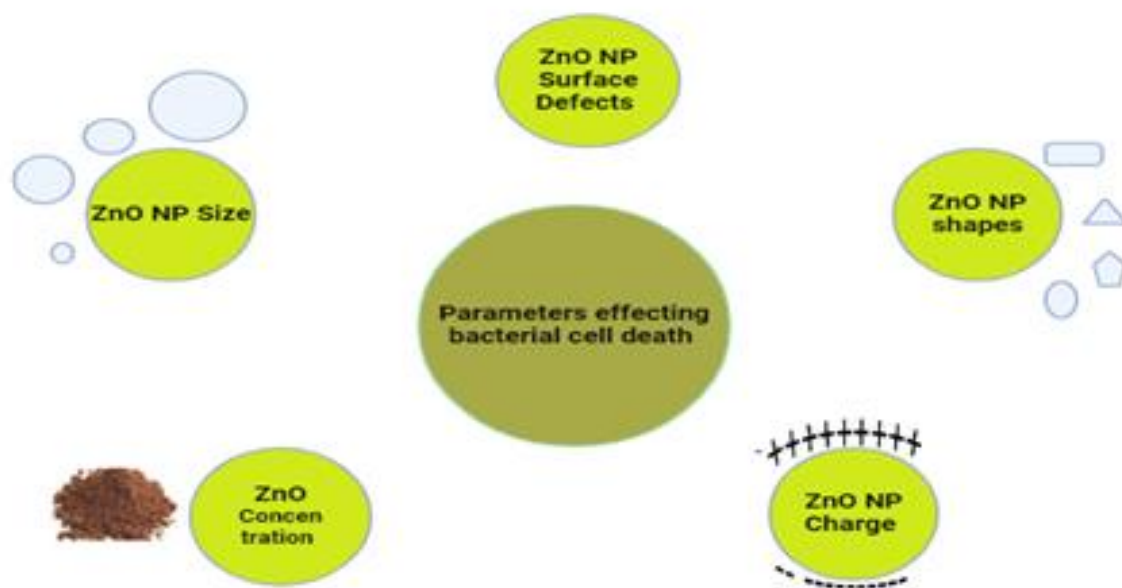 ZnO NP
Surface
Defects
ZnO NP Size
ZnO NP
shapes
Parameters effecting
bacterial cell death
ZnO
Concen
tration
ZnO NP
Charge